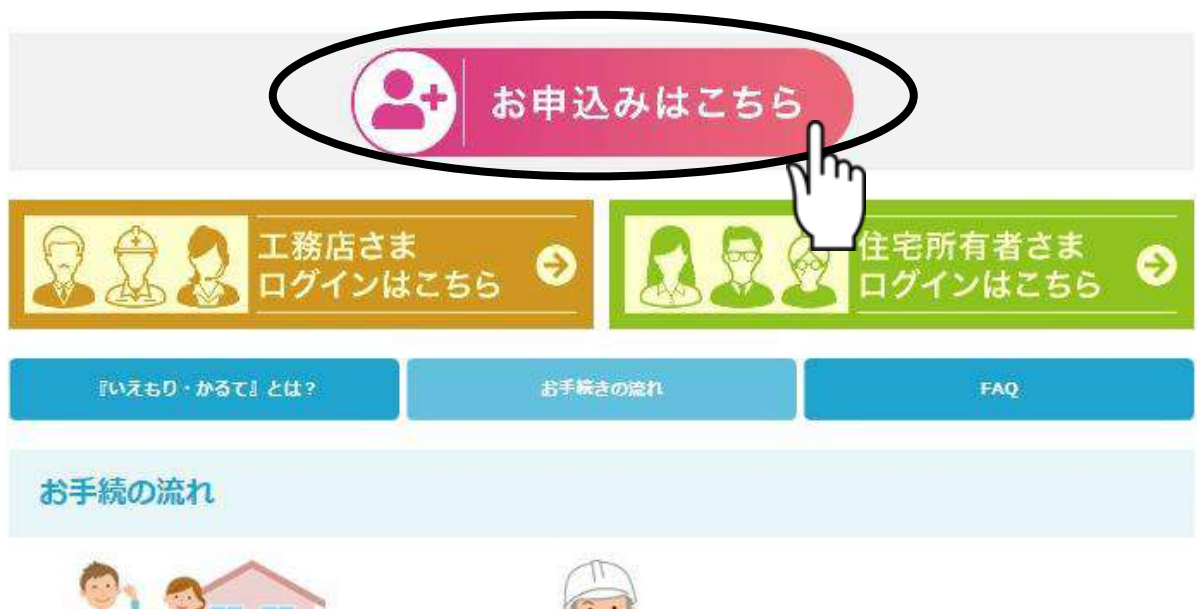 お申込みはこちら
工務店さま
ログインはこちら
住宅所有者さま
ログインはこちら
『いえもり・かるて』とは?
お手続きの流れ
FAQ
お手続の流れ